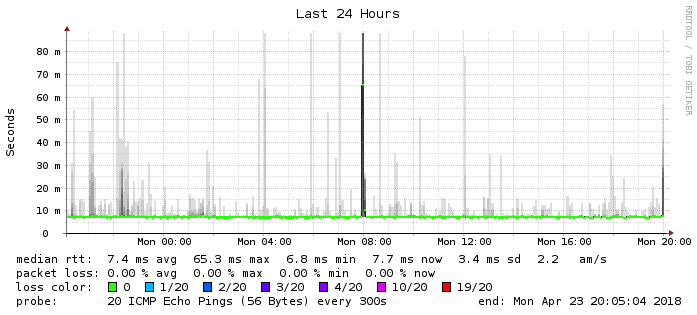 Last 24 Hours
RRDTOOL / TOBI OETIKER
Seconds
80 m
70 m
60 m
50 m
40 m
30 m
20 m
10 m
0
Mon 00:00 Mon 04:00 Mon 08:00 Mon 12:00 Mon 16:00 Mon 20:00
median rtt: 7.4 ms avg 65.3 ms max 6.8 ms min 7.7 ms now 3.4 ms sd 2.2 am/s
packet loss: 0.00 % avg 0.00 % max 0.00 % min 0.00 % now
loss color: 0 1/20 2/20 3/20 4/20 10/20 19/20
probe: 20 ICMP Echo Pings (56 Bytes) every 300s end: Mon Apr 23 20:05:04 2018